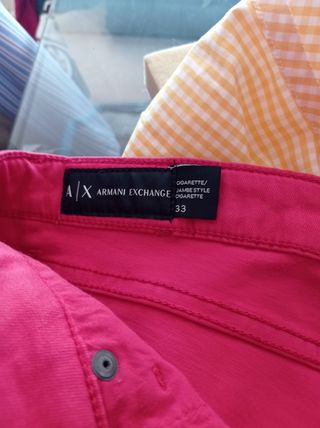 A|X ARMANI EXCHANGE
CIGARETTE/
JAMBE STYLE
CIGARETTE
33